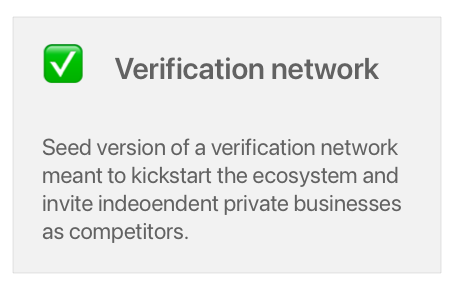 Verification network
Seed version of a verification network
meant to kickstart the ecosystem and
invite indeoendent private businesses
as competitors.